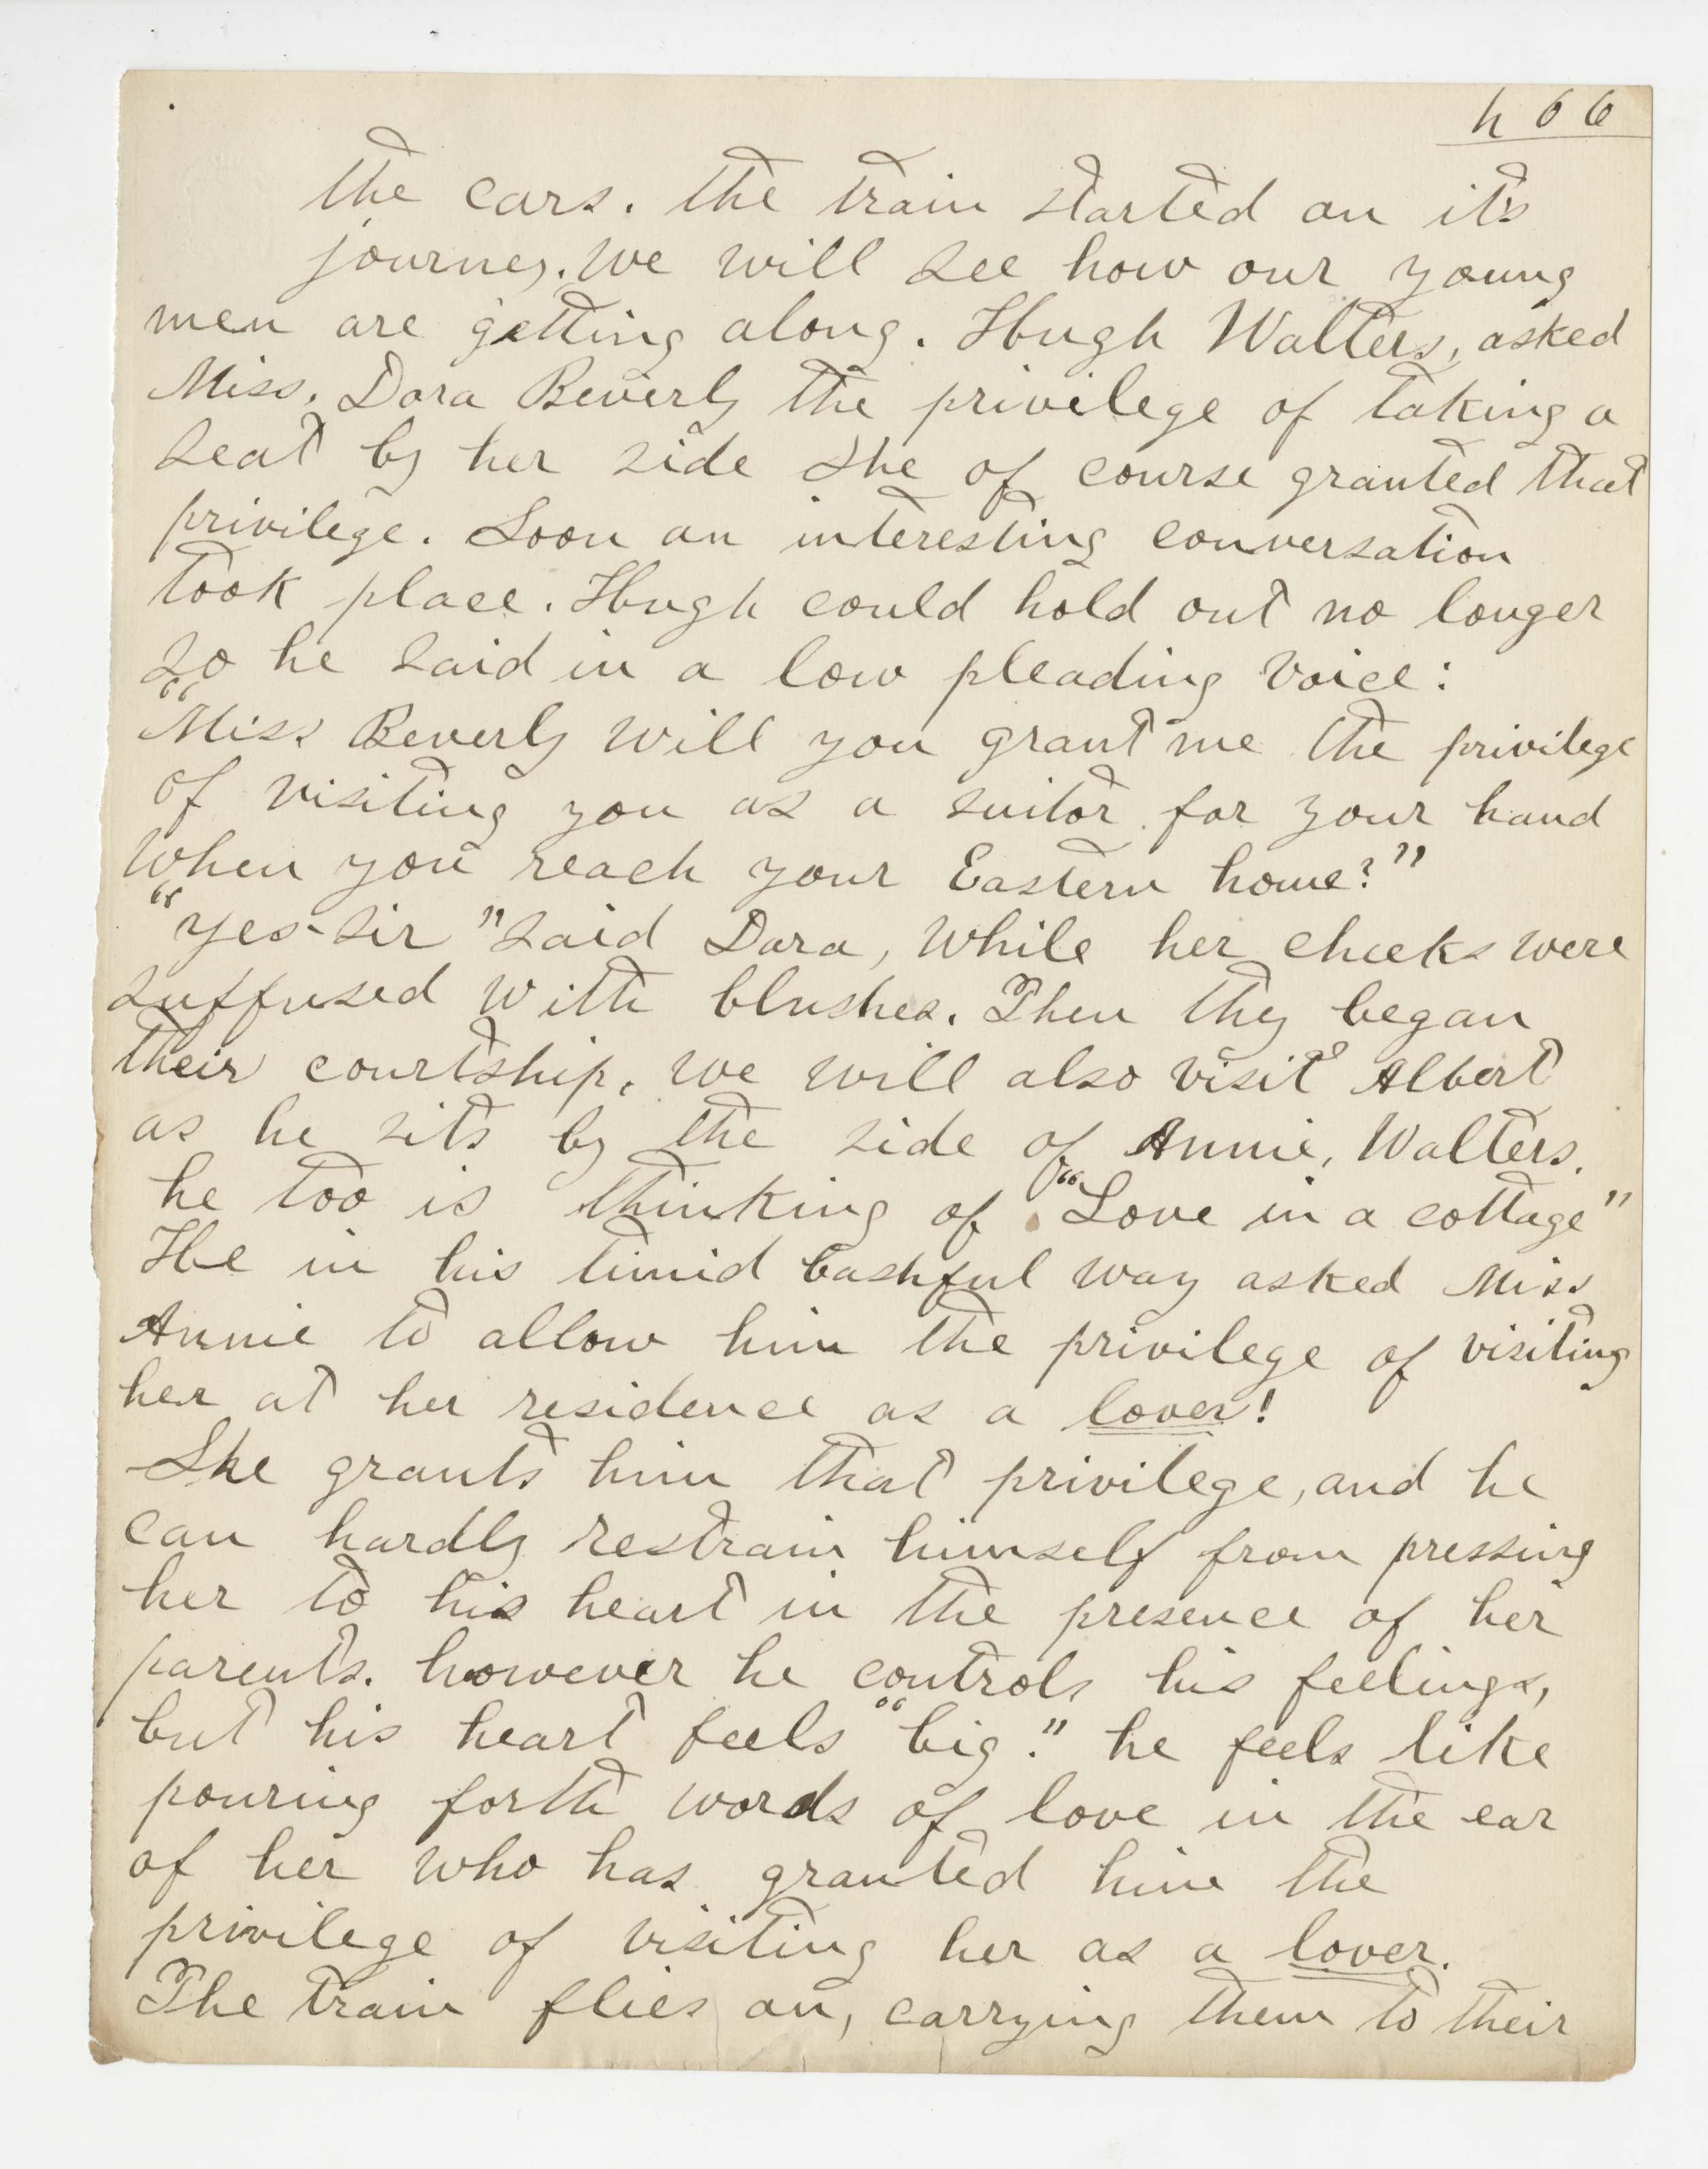 h 66
the cars. the train started on its
journey. We will see how our young
men are getting along. Hugh Walters, asked
Miss. Dora Beverly the privilege of taking a
seat by her side she of course granted that
privilege. Soon an interesting conversation
took place. Hugh could hold out no longer
so he said in a low pleading voice:
"Miss Beverly will you grant me the privilege
of visiting you as a suitor for your hand
when you reach your Eastern home?"
"yes-sir" said Dora, while her cheeks were
suffused with blushes. Then they began
their courtship. we will also visit Albert
as he sits by the side of Annie, Walters.
he too is thinking of "Love in a cottage"
He in his timid bashful way asked Miss
Annie to allow him the privilege of visiting
her at her residence as a lover!
She grants him that privilege, and he
can hardly restrain himself from pressing
her to his heart in the presence of her
parents. however he controls his feelings,
but his heart feels "big." he feels like
pouring forth words of love in the ear
of her who has granted him the
privilege of visiting her as a lover.
The train flies on, carrying them to their